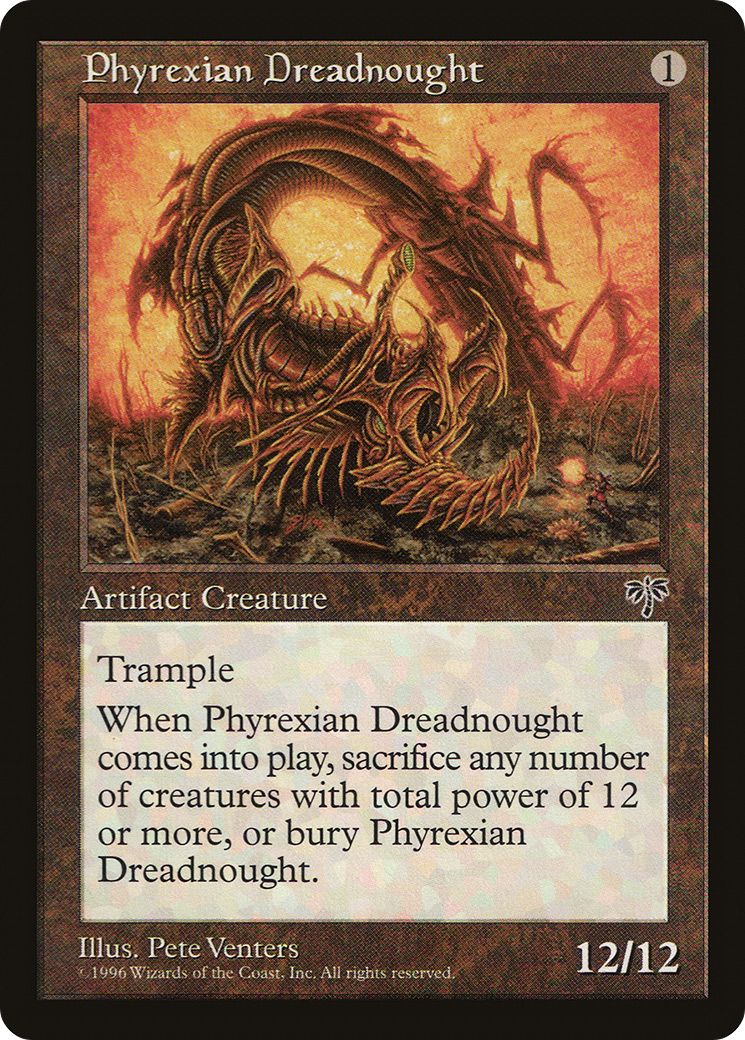 Phyrexian Dreadnought 1
Artifact Creature
Trample
When Phyrexian Dreadnought
comes into play, sacrifice any number
of creatures with total power of 12
or more, or bury Phyrexian
Dreadnought.
Illus. Pete Venters
©1996 Wizards of the Coast, Inc. All rights reserved.
12/12